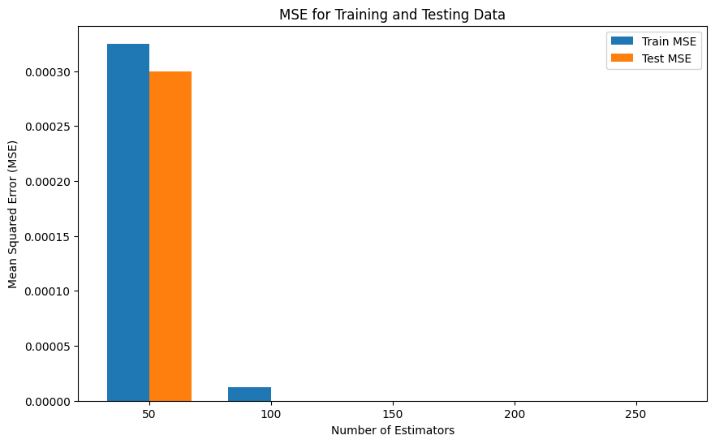 MSE for Training and Testing Data
Train MSE
Test MSE
Mean Squared Error (MSE)
0.00030
0.00025
0.00020
0.00015
0.00010
0.00005
0.00000
50 100 150 200 250
Number of Estimators